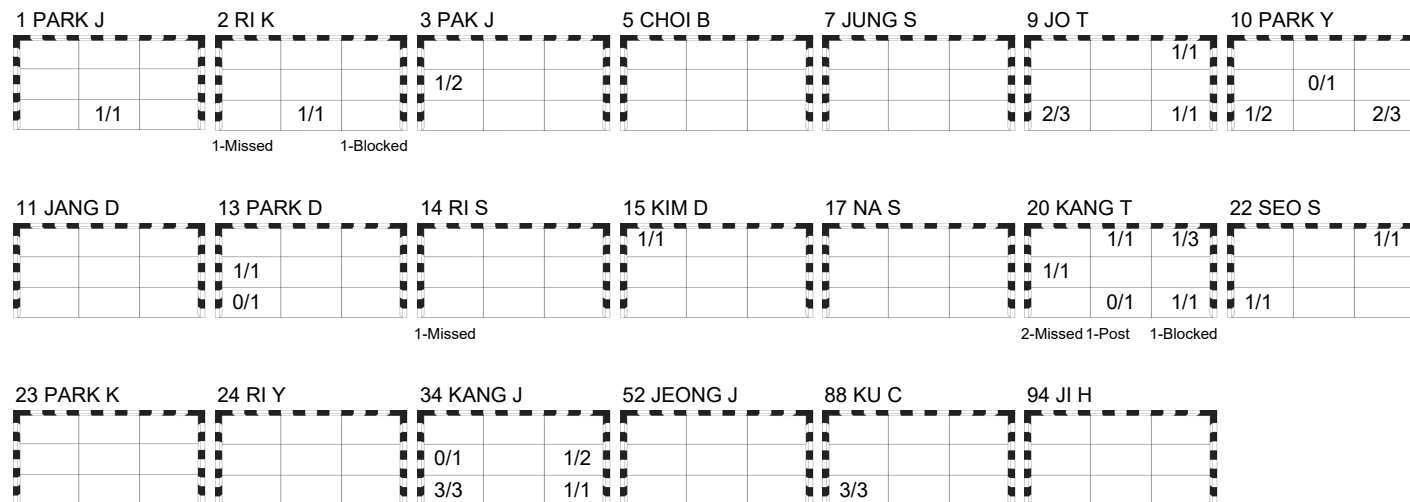 1 PARK J 2 RI K 3 PAK J 5 CHOI B 7 JUNG S 9 JO T 10 PARK Y
1/1
1/2 0/1
1/1 1/1 2/3 1/1 1/2 2/3
1-Missed 1-Blocked
11 JANG D 13 PARK D 14 RI S 15 KIM D 17 NA S 20 KANG T 22 SEO S
1/1 1/1 1/3 1/1
1/1 1/1
0/1 0/1 1/1 1/1
1-Missed 2-Missed 1-Post 1-Blocked
23 PARK K 24 RI Y 34 KANG J 52 JEONG J 88 KU C 94 JI H
0/1 1/2
3/3 1/1 3/3